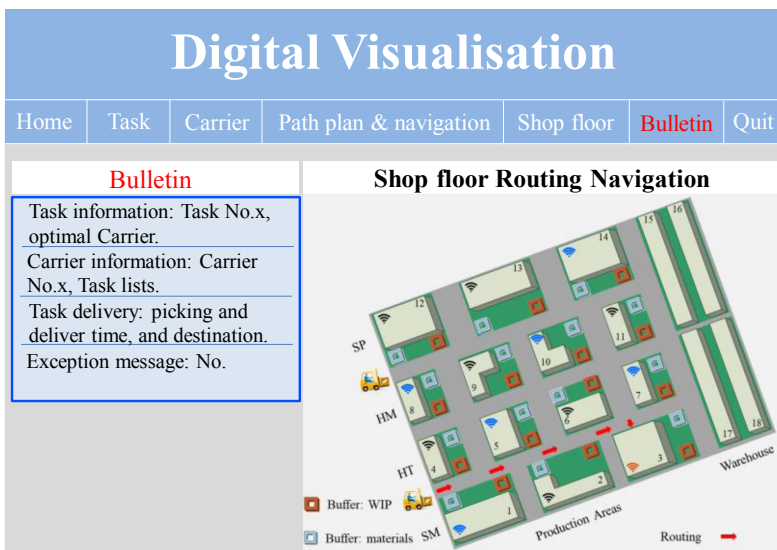 Digital Visualisation
Home Task Carrier Path plan & navigation Shop floor Bulletin Quit
Bulletin
Task information: Task No.x,
optimal Carrier.
Carrier information: Carrier
No.x, Task lists.
Task delivery: picking and
deliver time, and destination.
Exception message: No.
Shop floor Routing Navigation
16
15
14
13
12
SP
11
10
9
8
7
HM
6
5
4
HT
3
2
1
SM
18
17
Warehouse
Production Areas
Buffer: WIP
Buffer: materials
Routing